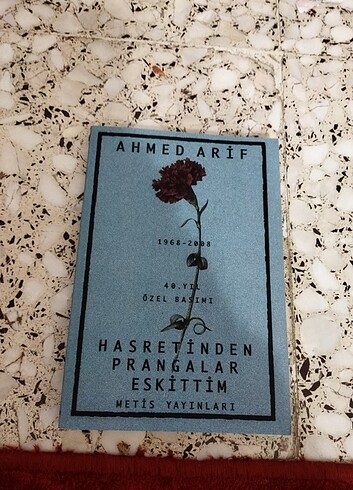 AHMED ARİF
1968-2008
40.YIL
ÖZEL BASIMI
HASRETİNDEN
PRANGALAR
ESKİTTİM
METİS YAYINLARI